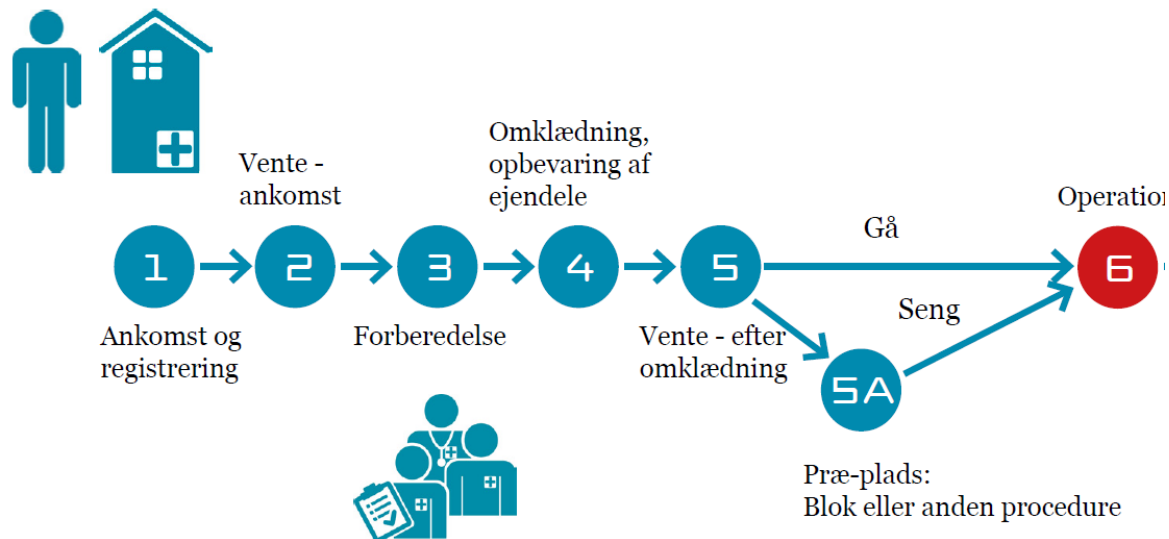 Omklædning,
opbevaring af
ejendele
Vente -
ankomst
Operation
Gå
1
2
3
4
5
6
Ankomst og
registrering
Forberedelse
Vente - efter
omklædning
Seng
5A
Præ-plads:
Blok eller anden procedure